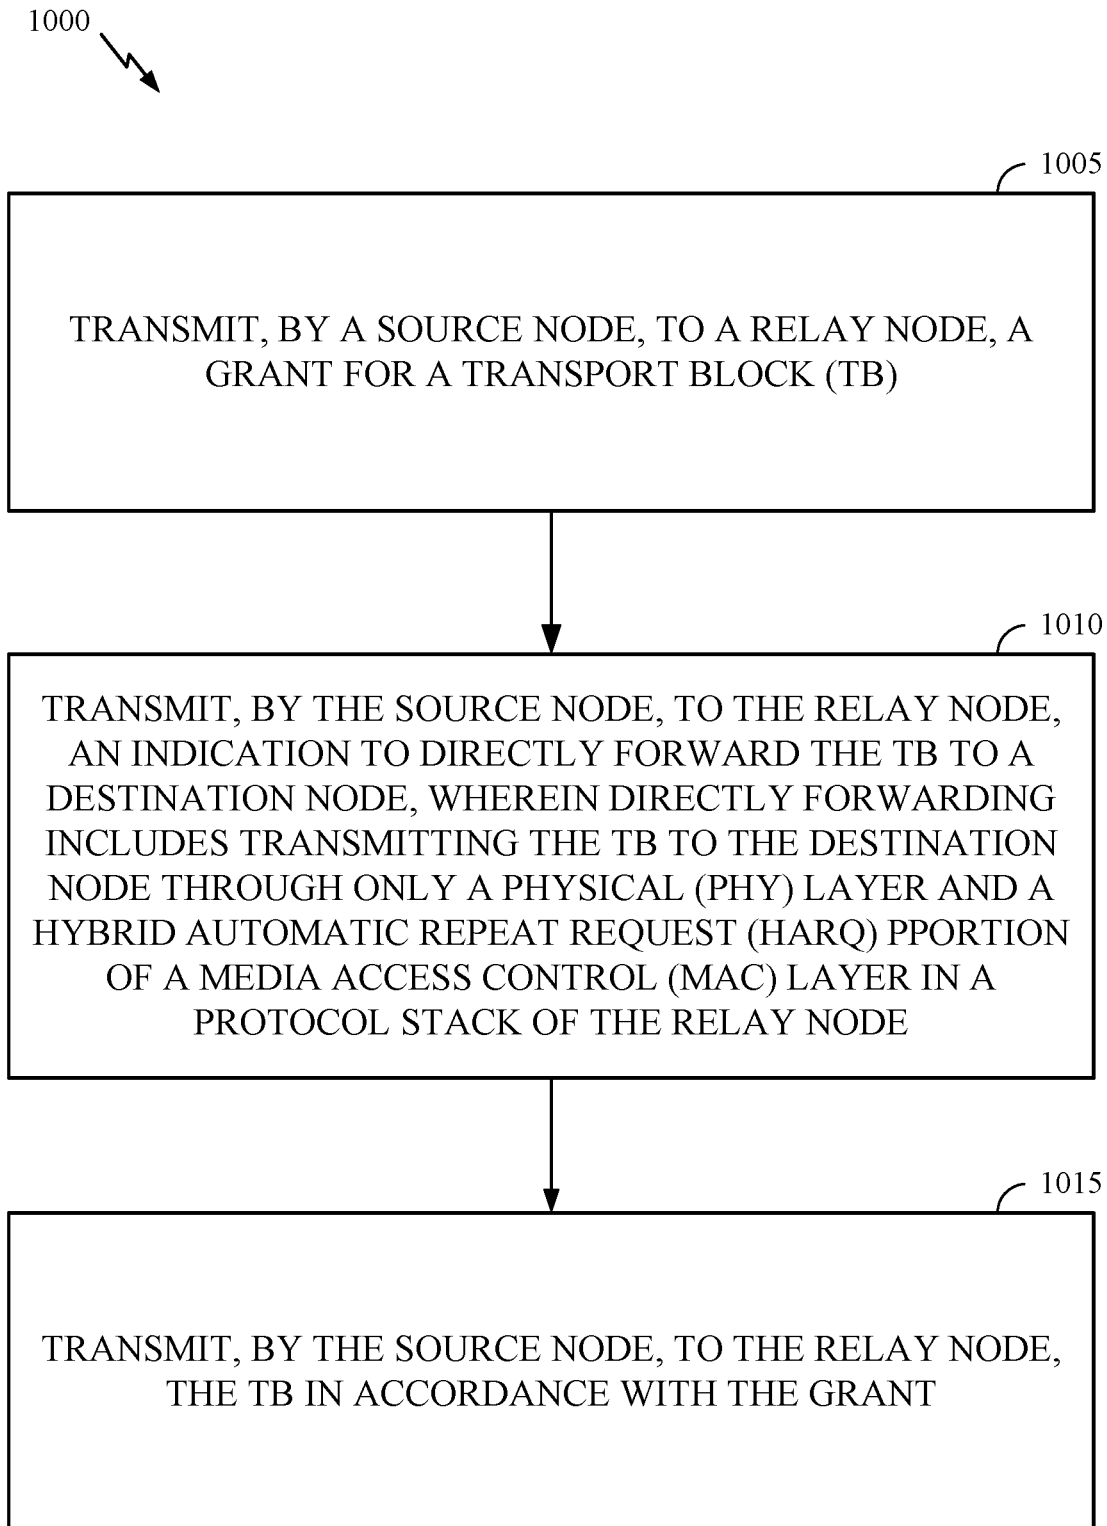 1000
1005
TRANSMIT, BY A SOURCE NODE, TO A RELAY NODE, A
GRANT FOR A TRANSPORT BLOCK (TB)
1010
TRANSMIT, BY THE SOURCE NODE, TO THE RELAY NODE,
AN INDICATION TO DIRECTLY FORWARD THE TB TO A
DESTINATION NODE, WHEREIN DIRECTLY FORWARDING
INCLUDES TRANSMITTING THE TB TO THE DESTINATION
NODE THROUGH ONLY A PHYSICAL (PHY) LAYER AND A
HYBRID AUTOMATIC REPEAT REQUEST (HARQ) PPORTION
OF A MEDIA ACCESS CONTROL (MAC) LAYER IN A
PROTOCOL STACK OF THE RELAY NODE
1015
TRANSMIT, BY THE SOURCE NODE, TO THE RELAY NODE,
THE TB IN ACCORDANCE WITH THE GRANT